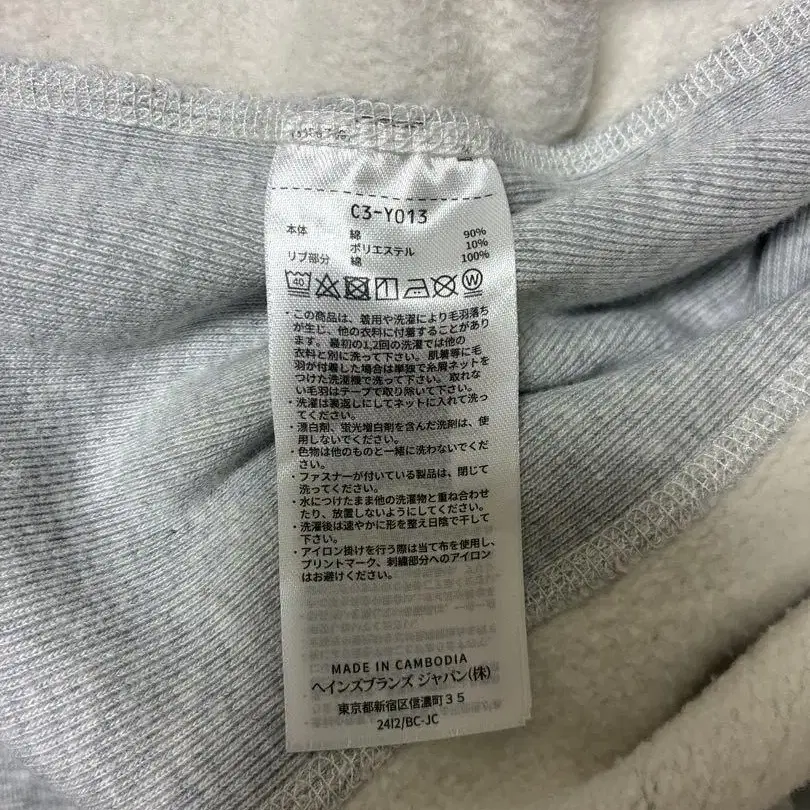 C3-Y013
本体 綿 90%
ポリエステル 10%
リブ部分 綿 100%
40 W
・この商品は、着用や洗濯により毛羽落ち
が生じ、他の衣料に付着することがあり
ます。最初の1,2回の洗濯では他の
衣料と別に洗って下さい。肌着等に毛
羽が付着した場合は単独で糸屑ネットを
つけた洗濯機で洗って下さい。取れな
い毛羽はテープで取り除いて下さい。
・洗濯は裏返しにしてネットに入れて洗っ
てください。
・漂白剤、蛍光増白剤を含んだ洗剤は、使
用しないでください。
・色物は他のものと一緒に洗わないでくだ
さい。
・ファスナーが付いている製品は、閉じて
洗ってください。
・水につけたまま他の洗濯物と重ね合わせ
たり、放置しないようにしてください。
・洗濯後は速やかに形を整え日陰で干して
下さい。
・アイロン掛けを行う際は当て布を使用し、
プリントマーク、刺繍部分へのアイロン
はお避けください。
MADE IN CAMBODIA
ヘインズブランズ ジャパン(株)
東京都新宿区信濃町35
2412/BC-JC